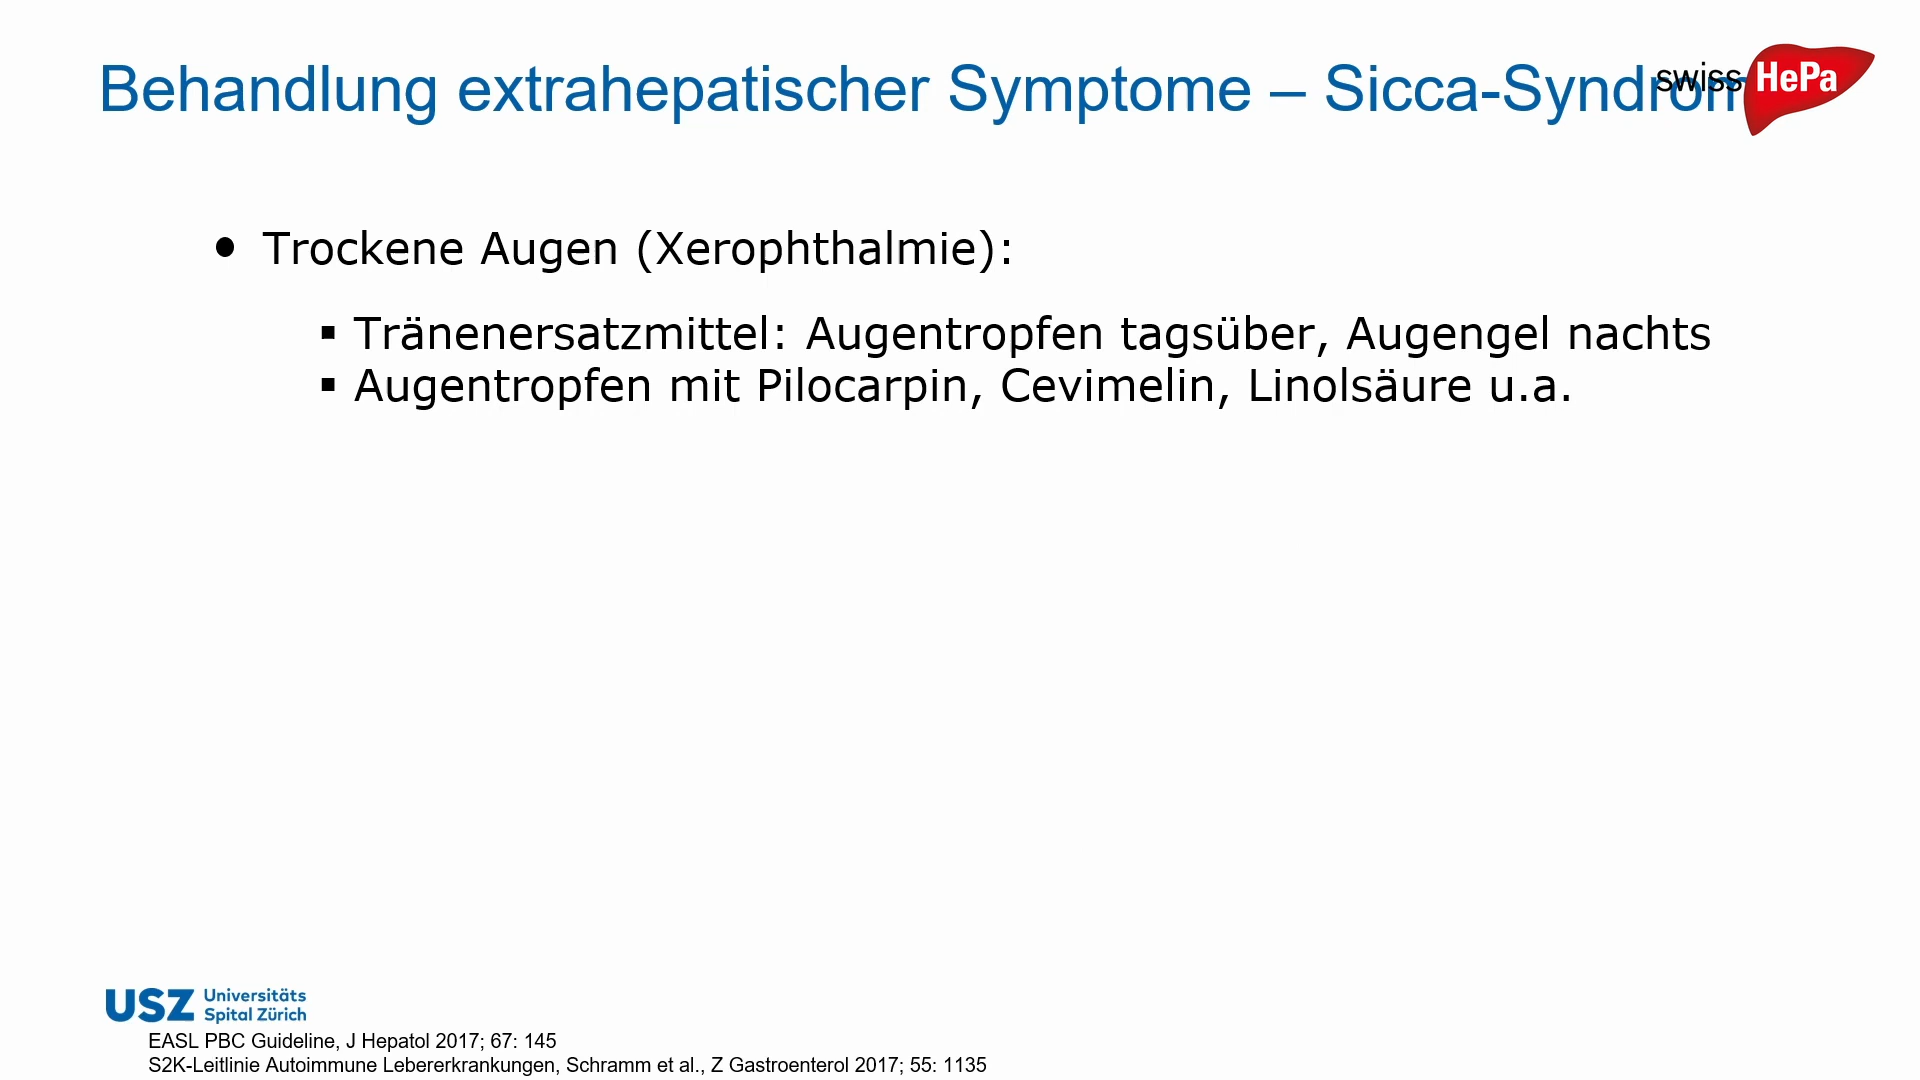 Behandlung extrahepatischer Symptome – Sicca-Syndrom
swiss HePa
• Trockene Augen (Xerophthalmie):
▪ Tränenersatzmittel: Augentropfen tagsüber, Augengel nachts
▪ Augentropfen mit Pilocarpin, Cevimelin, Linolsäure u.a.
USZ Universitäts
Spital Zürich
EASL PBC Guideline, J Hepatol 2017; 67: 145
S2K-Leitlinie Autoimmune Lebererkrankungen, Schramm et al., Z Gastroenterol 2017; 55: 1135